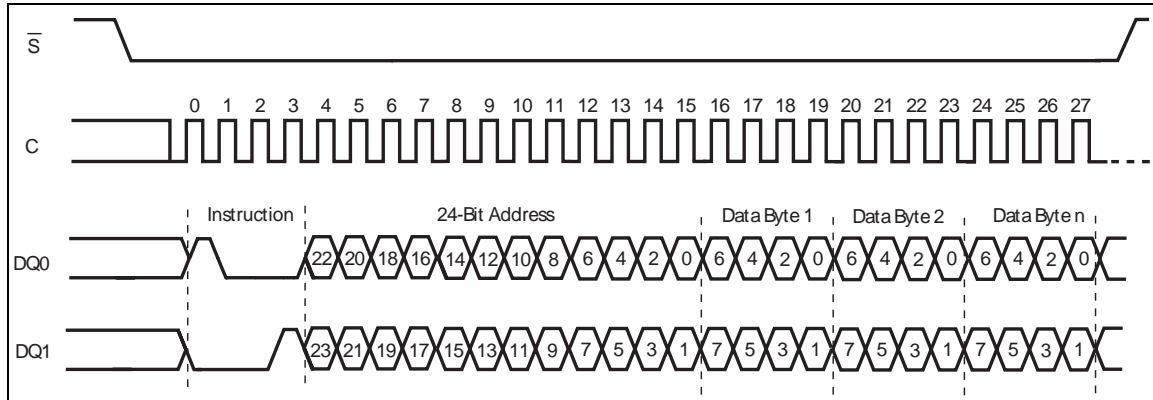 S
0 1 2 3 4 5 6 7 8 9 10 11 12 13 14 15 16 17 18 19 20 21 22 23 24 25 26 27
C
Instruction 24-Bit Address Data Byte 1 Data Byte 2 Data Byte n
DQ0 22 20 18 16 14 12 10 8 6 4 2 0 6 4 2 0 6 4 2 0 6 4 2 0
DQ1 23 21 19 17 15 13 11 9 7 5 3 1 7 5 3 1 7 5 3 1 7 5 3 1